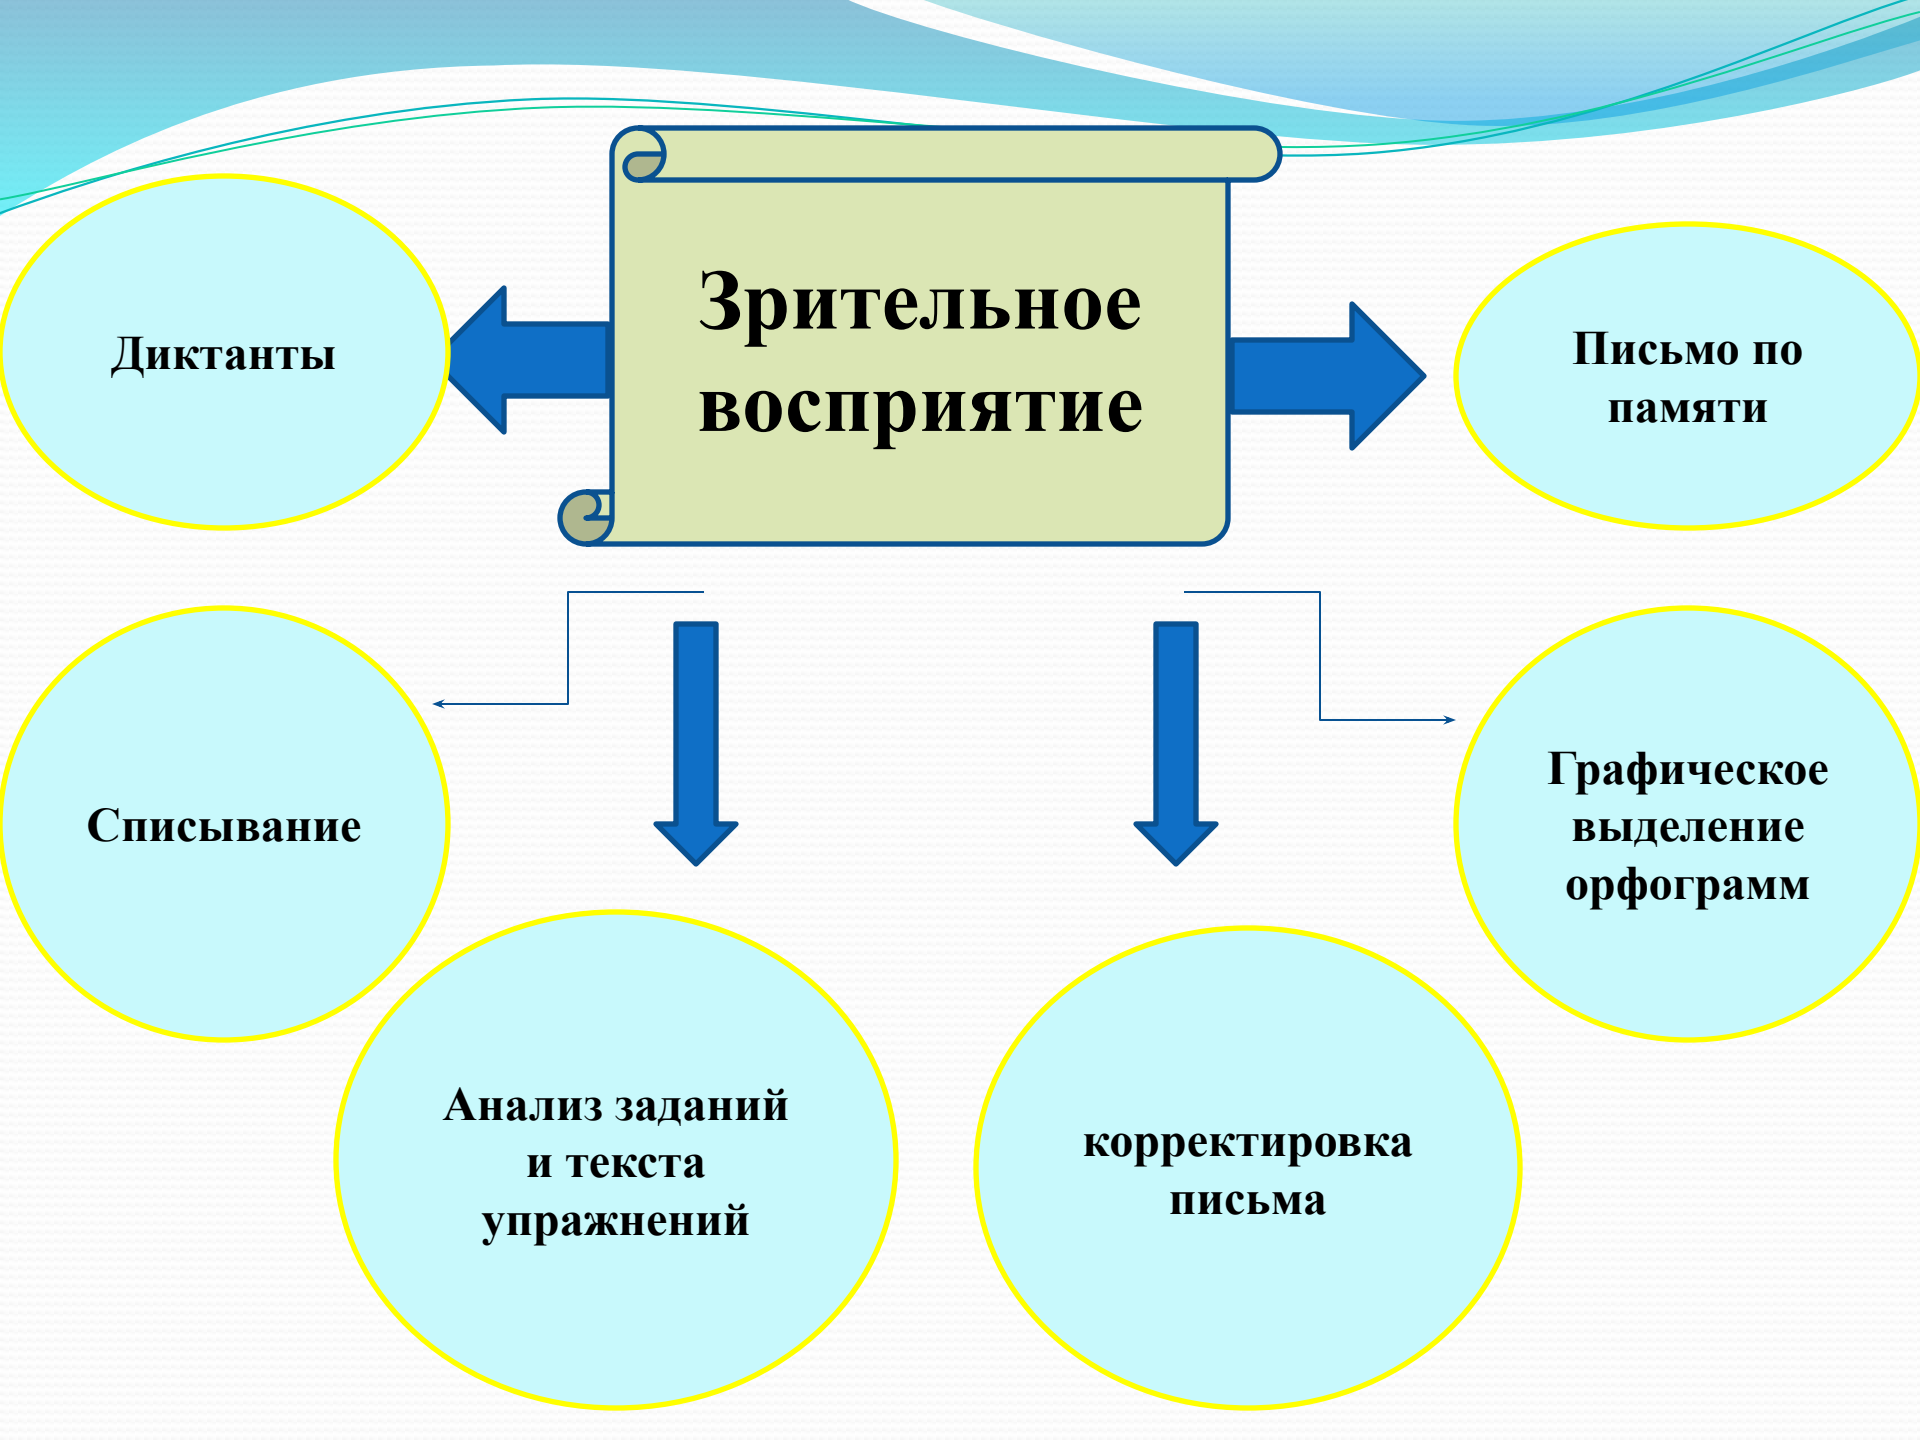 Зрительное
восприятие
Диктанты
Письмо по
памяти
Списывание
Графическое
выделение
орфограмм
Анализ заданий
и текста
упражнений
корректировка
письма